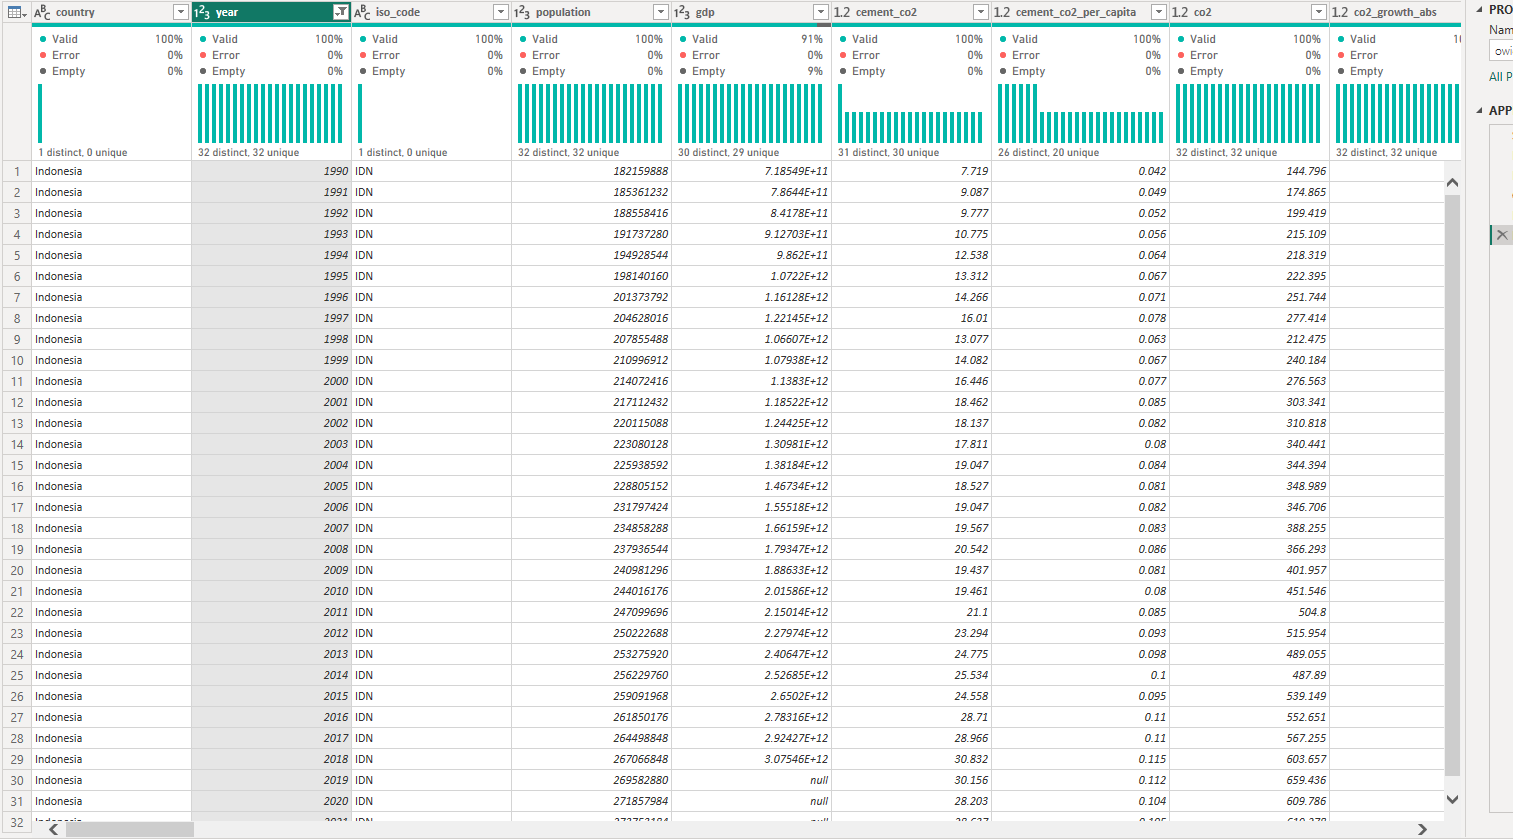 ABC country 123 year ABC iso_code 123 population 123 gdp 1.2 cement_co2 1.2 cement_co2_per_capita 1.2 co2 1.2 co2_growth_abs PRO
Nam
Valid 100% Valid 100% Valid 100% Valid 100% Valid 91% Valid 100% Valid 100% Valid 100% Valid
Error 0% Error 0% Error 0% Error 0% Error 0% Error 0% Error 0% Error 0% Error
Empty 0% Empty 0% Empty 0% Empty 0% Empty 9% Empty 0% Empty 0% Empty 0% Empty
All P
APP
1 distinct, 0 unique 32 distinct, 32 unique 1 distinct, 0 unique 32 distinct, 32 unique 30 distinct, 29 unique 31 distinct, 30 unique 26 distinct, 20 unique 32 distinct, 32 unique 32 distinct, 32 unique
1 Indonesia 1990 IDN 182159888 7.18549E+11 7.719 0.042 144.796
2 Indonesia 1991 IDN 185361232 7.8644E+11 9.087 0.049 174.865
3 Indonesia 1992 IDN 188558416 8.4178E+11 9.777 0.052 199.419
4 Indonesia 1993 IDN 191737280 9.12703E+11 10.775 0.056 215.109
5 Indonesia 1994 IDN 194928544 9.862E+11 12.538 0.064 218.319
6 Indonesia 1995 IDN 198140160 1.0722E+12 13.312 0.067 222.395
7 Indonesia 1996 IDN 201373792 1.16128E+12 14.266 0.071 251.744
8 Indonesia 1997 IDN 204628016 1.22145E+12 16.01 0.078 277.414
9 Indonesia 1998 IDN 207855488 1.06607E+12 13.077 0.063 212.475
10 Indonesia 1999 IDN 210996912 1.07938E+12 14.082 0.067 240.184
11 Indonesia 2000 IDN 214072416 1.1383E+12 16.446 0.077 276.563
12 Indonesia 2001 IDN 217112432 1.18522E+12 18.462 0.085 303.341
13 Indonesia 2002 IDN 220115088 1.24425E+12 18.137 0.082 310.818
14 Indonesia 2003 IDN 223080128 1.30981E+12 17.811 0.08 340.441
15 Indonesia 2004 IDN 225938592 1.38184E+12 19.047 0.084 344.394
16 Indonesia 2005 IDN 228805152 1.46734E+12 18.527 0.081 348.989
17 Indonesia 2006 IDN 231797424 1.55518E+12 19.047 0.082 346.706
18 Indonesia 2007 IDN 234858288 1.66159E+12 19.567 0.083 388.255
19 Indonesia 2008 IDN 237936544 1.79347E+12 20.542 0.086 366.293
20 Indonesia 2009 IDN 240981296 1.88633E+12 19.437 0.081 401.957
21 Indonesia 2010 IDN 244016176 2.01586E+12 19.461 0.08 451.546
22 Indonesia 2011 IDN 247099696 2.15014E+12 21.1 0.085 504.8
23 Indonesia 2012 IDN 250222688 2.27974E+12 23.294 0.093 515.954
24 Indonesia 2013 IDN 253275920 2.40647E+12 24.775 0.098 489.055
25 Indonesia 2014 IDN 256229760 2.52685E+12 25.534 0.1 487.89
26 Indonesia 2015 IDN 259091968 2.6502E+12 24.558 0.095 539.149
27 Indonesia 2016 IDN 261850176 2.78316E+12 28.71 0.11 552.651
28 Indonesia 2017 IDN 264498848 2.92427E+12 28.966 0.11 567.255
29 Indonesia 2018 IDN 267066848 3.07546E+12 30.832 0.115 603.657
30 Indonesia 2019 IDN 269582880 null 30.156 0.112 659.436
31 Indonesia 2020 IDN 271857984 null 28.203 0.104 609.786
32